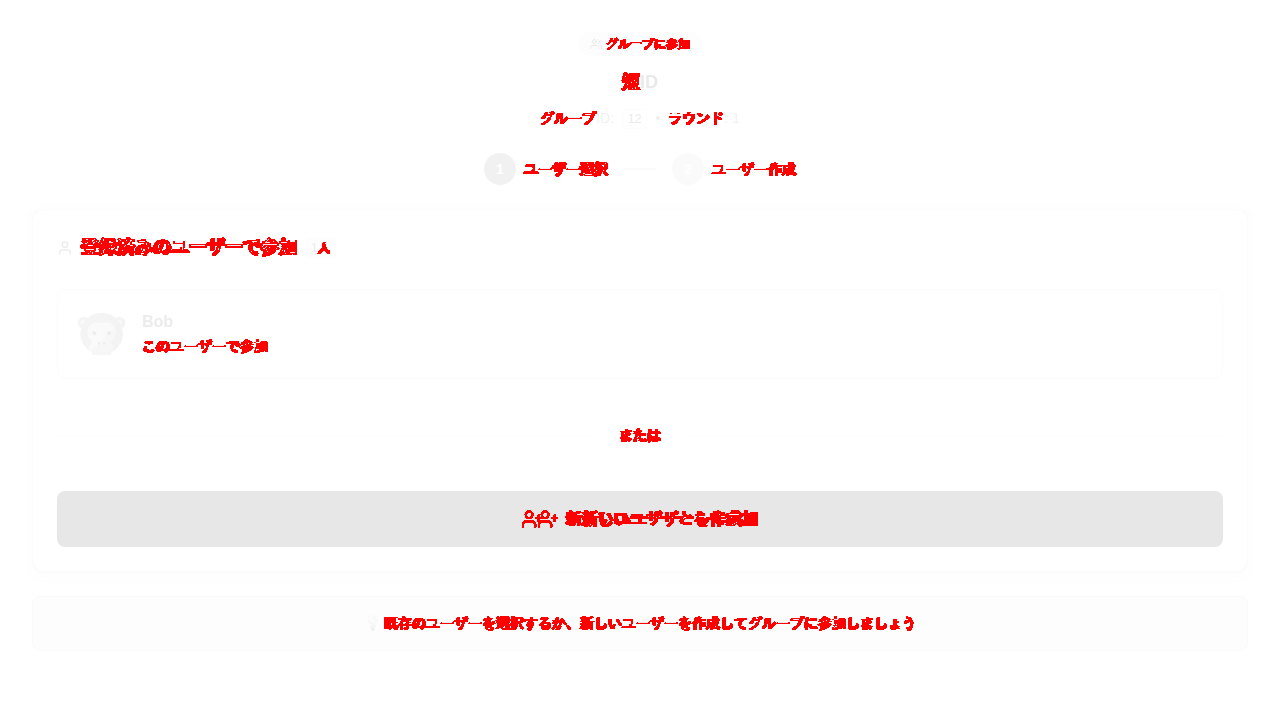 グループに参加
ID
グループID: 12 • ラウンド 1
1 ユーザー選択 2 ユーザー作成
登録済みのユーザーで参加 1人
Bob
このユーザーで参加
または
既存のユーザーを選択するか、新しいユーザーを作成してグループに参加しましょう